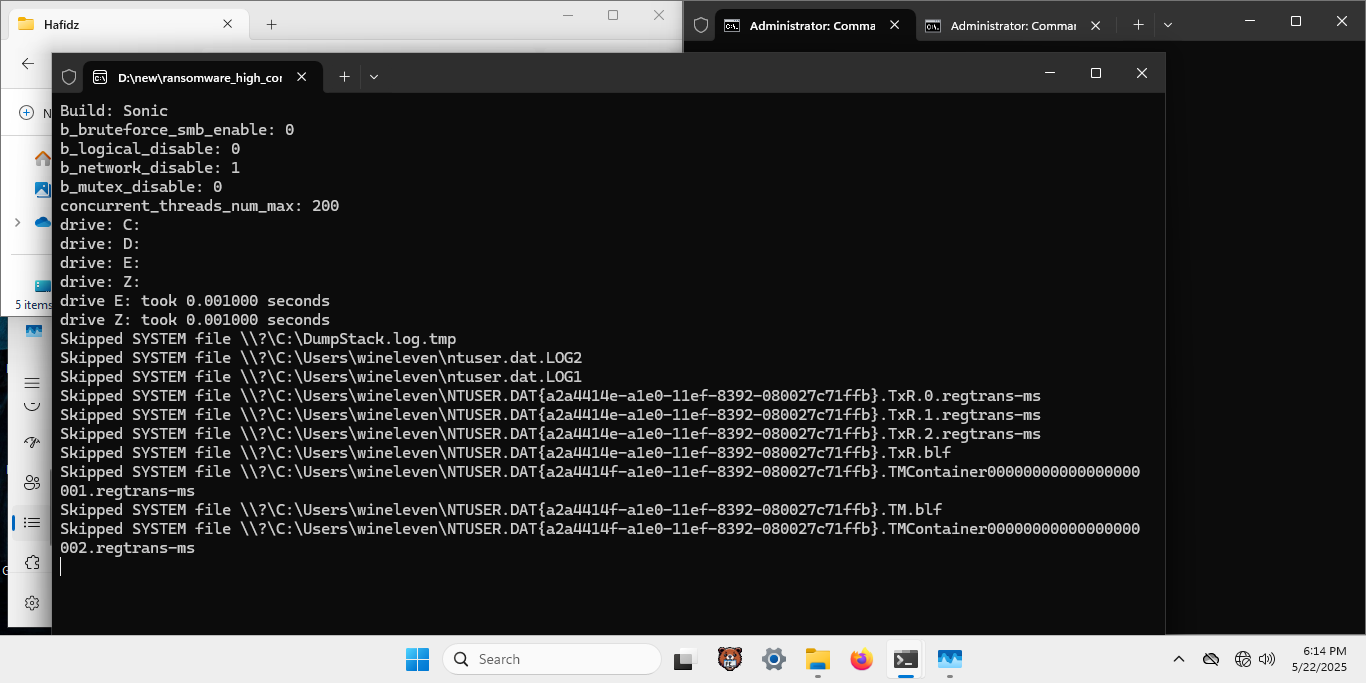 Hafidz
Administrator: Comma
Administrator: Comma
D:\new\ransomware_high_cor
N
5 items
Build: Sonic
b_bruteforce_smb_enable: 0
b_logical_disable: 0
b_network_disable: 1
b_mutex_disable: 0
concurrent_threads_num_max: 200
drive: C:
drive: D:
drive: E:
drive: Z:
drive E: took 0.001000 seconds
drive Z: took 0.001000 seconds
Skipped SYSTEM file \\?\C:\DumpStack.log.tmp
Skipped SYSTEM file \\?\C:\Users\wineleven\ntuser.dat.LOG2
Skipped SYSTEM file \\?\C:\Users\wineleven\ntuser.dat.LOG1
Skipped SYSTEM file \\?\C:\Users\wineleven\NTUSER.DAT{a2a4414e-a1e0-11ef-8392-080027c71ffb}.TxR.0.regtrans-ms
Skipped SYSTEM file \\?\C:\Users\wineleven\NTUSER.DAT{a2a4414e-a1e0-11ef-8392-080027c71ffb}.TxR.1.regtrans-ms
Skipped SYSTEM file \\?\C:\Users\wineleven\NTUSER.DAT{a2a4414e-a1e0-11ef-8392-080027c71ffb}.TxR.2.regtrans-ms
Skipped SYSTEM file \\?\C:\Users\wineleven\NTUSER.DAT{a2a4414e-a1e0-11ef-8392-080027c71ffb}.TxR.blf
Skipped SYSTEM file \\?\C:\Users\wineleven\NTUSER.DAT{a2a4414f-a1e0-11ef-8392-080027c71ffb}.TMContainer00000000000000000
001.regtrans-ms
Skipped SYSTEM file \\?\C:\Users\wineleven\NTUSER.DAT{a2a4414f-a1e0-11ef-8392-080027c71ffb}.TM.blf
Skipped SYSTEM file \\?\C:\Users\wineleven\NTUSER.DAT{a2a4414f-a1e0-11ef-8392-080027c71ffb}.TMContainer00000000000000000
002.regtrans-ms
Search
6:14 PM
5/22/2025